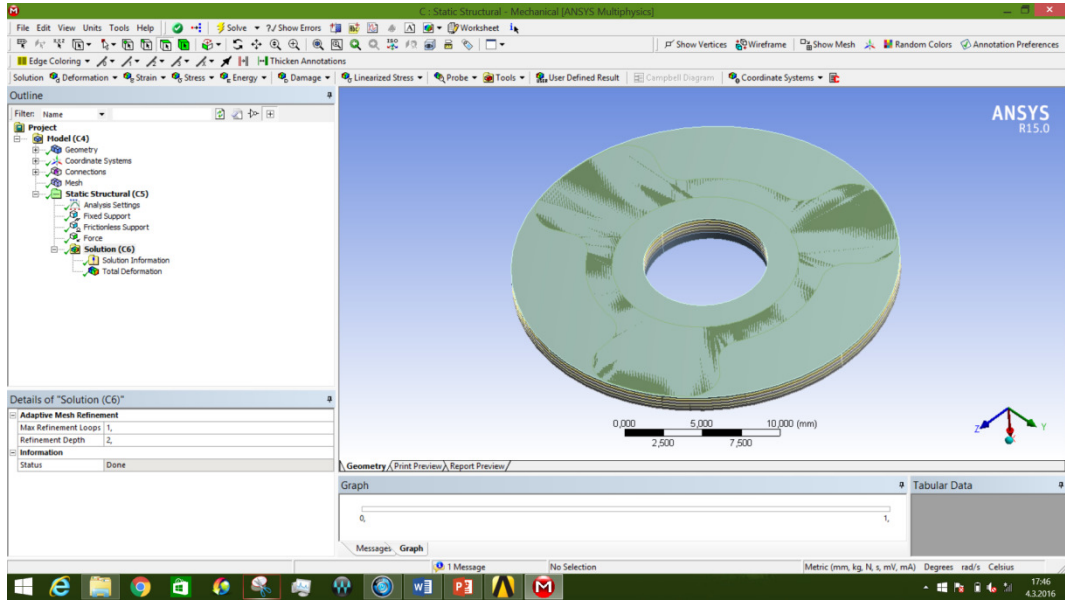 C : Static Structural - Mechanical [ANSYS Multiphysics]
File Edit View Units Tools Help Solve ?/ Show Errors Worksheet
Show Vertices Wireframe Show Mesh Random Colors Annotation Preferences
Edge Coloring Thicken Annotations
Solution Deformation Strain Stress Energy Damage Linearized Stress Probe Tools User Defined Result Campbell Diagram Coordinate Systems
Outline
Filter: Name
Project
Model (C4)
Geometry
Coordinate Systems
Connections
Mesh
Static Structural (C5)
Analysis Settings
Fixed Support
Frictionless Support
Force
Solution (C6)
Solution Information
Total Deformation
Details of "Solution (C6)"
Adaptive Mesh Refinement
Max Refinement Loops 1,
Refinement Depth 2,
Information
Status Done
ANSYS
R15.0
0,000 5,000 10,000 (mm)
2,500 7,500
Z Y
Geometry Print Preview Report Preview
Graph
0, 1,
Messages Graph
Tabular Data
1 Message No Selection Metric (mm, kg, N, s, mV, mA) Degrees rad/s Celsius
17:46
4.3.2016